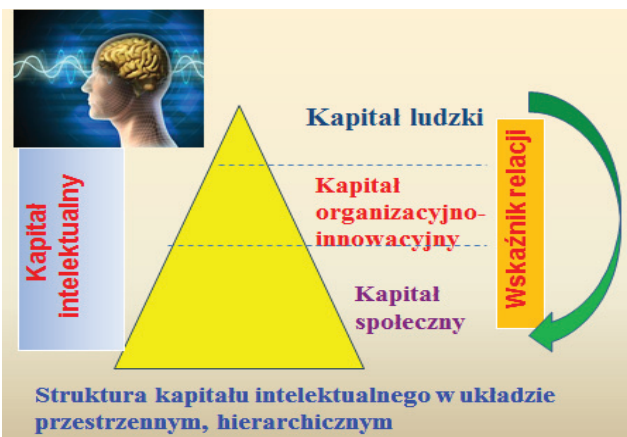 Kapitał ludzki
Kapitał
organizacyjno-
innowacyjny
Kapitał
społeczny
Kapitał
intelektualny
Wskaźnik relacji
Struktura kapitału intelektualnego w układzie
przestrzennym, hierarchicznym